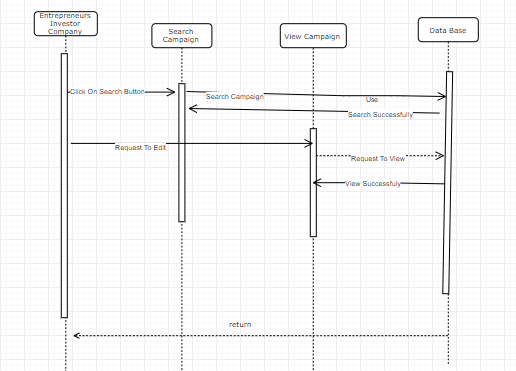 Entrepreneurs
Investor
Company
Search
Campaign
View Campaign
Data Base
Click On Search Button
Search Campaign
Use
Search Successfully
Request To Edit
Request To View
View Successfuly
return